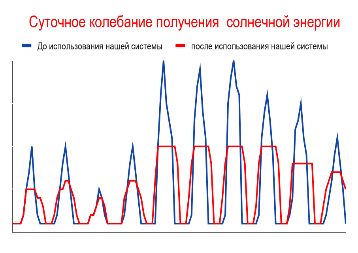 Суточное колебание получения солнечной энергии
До использования нашей системы
после использования нашей системы